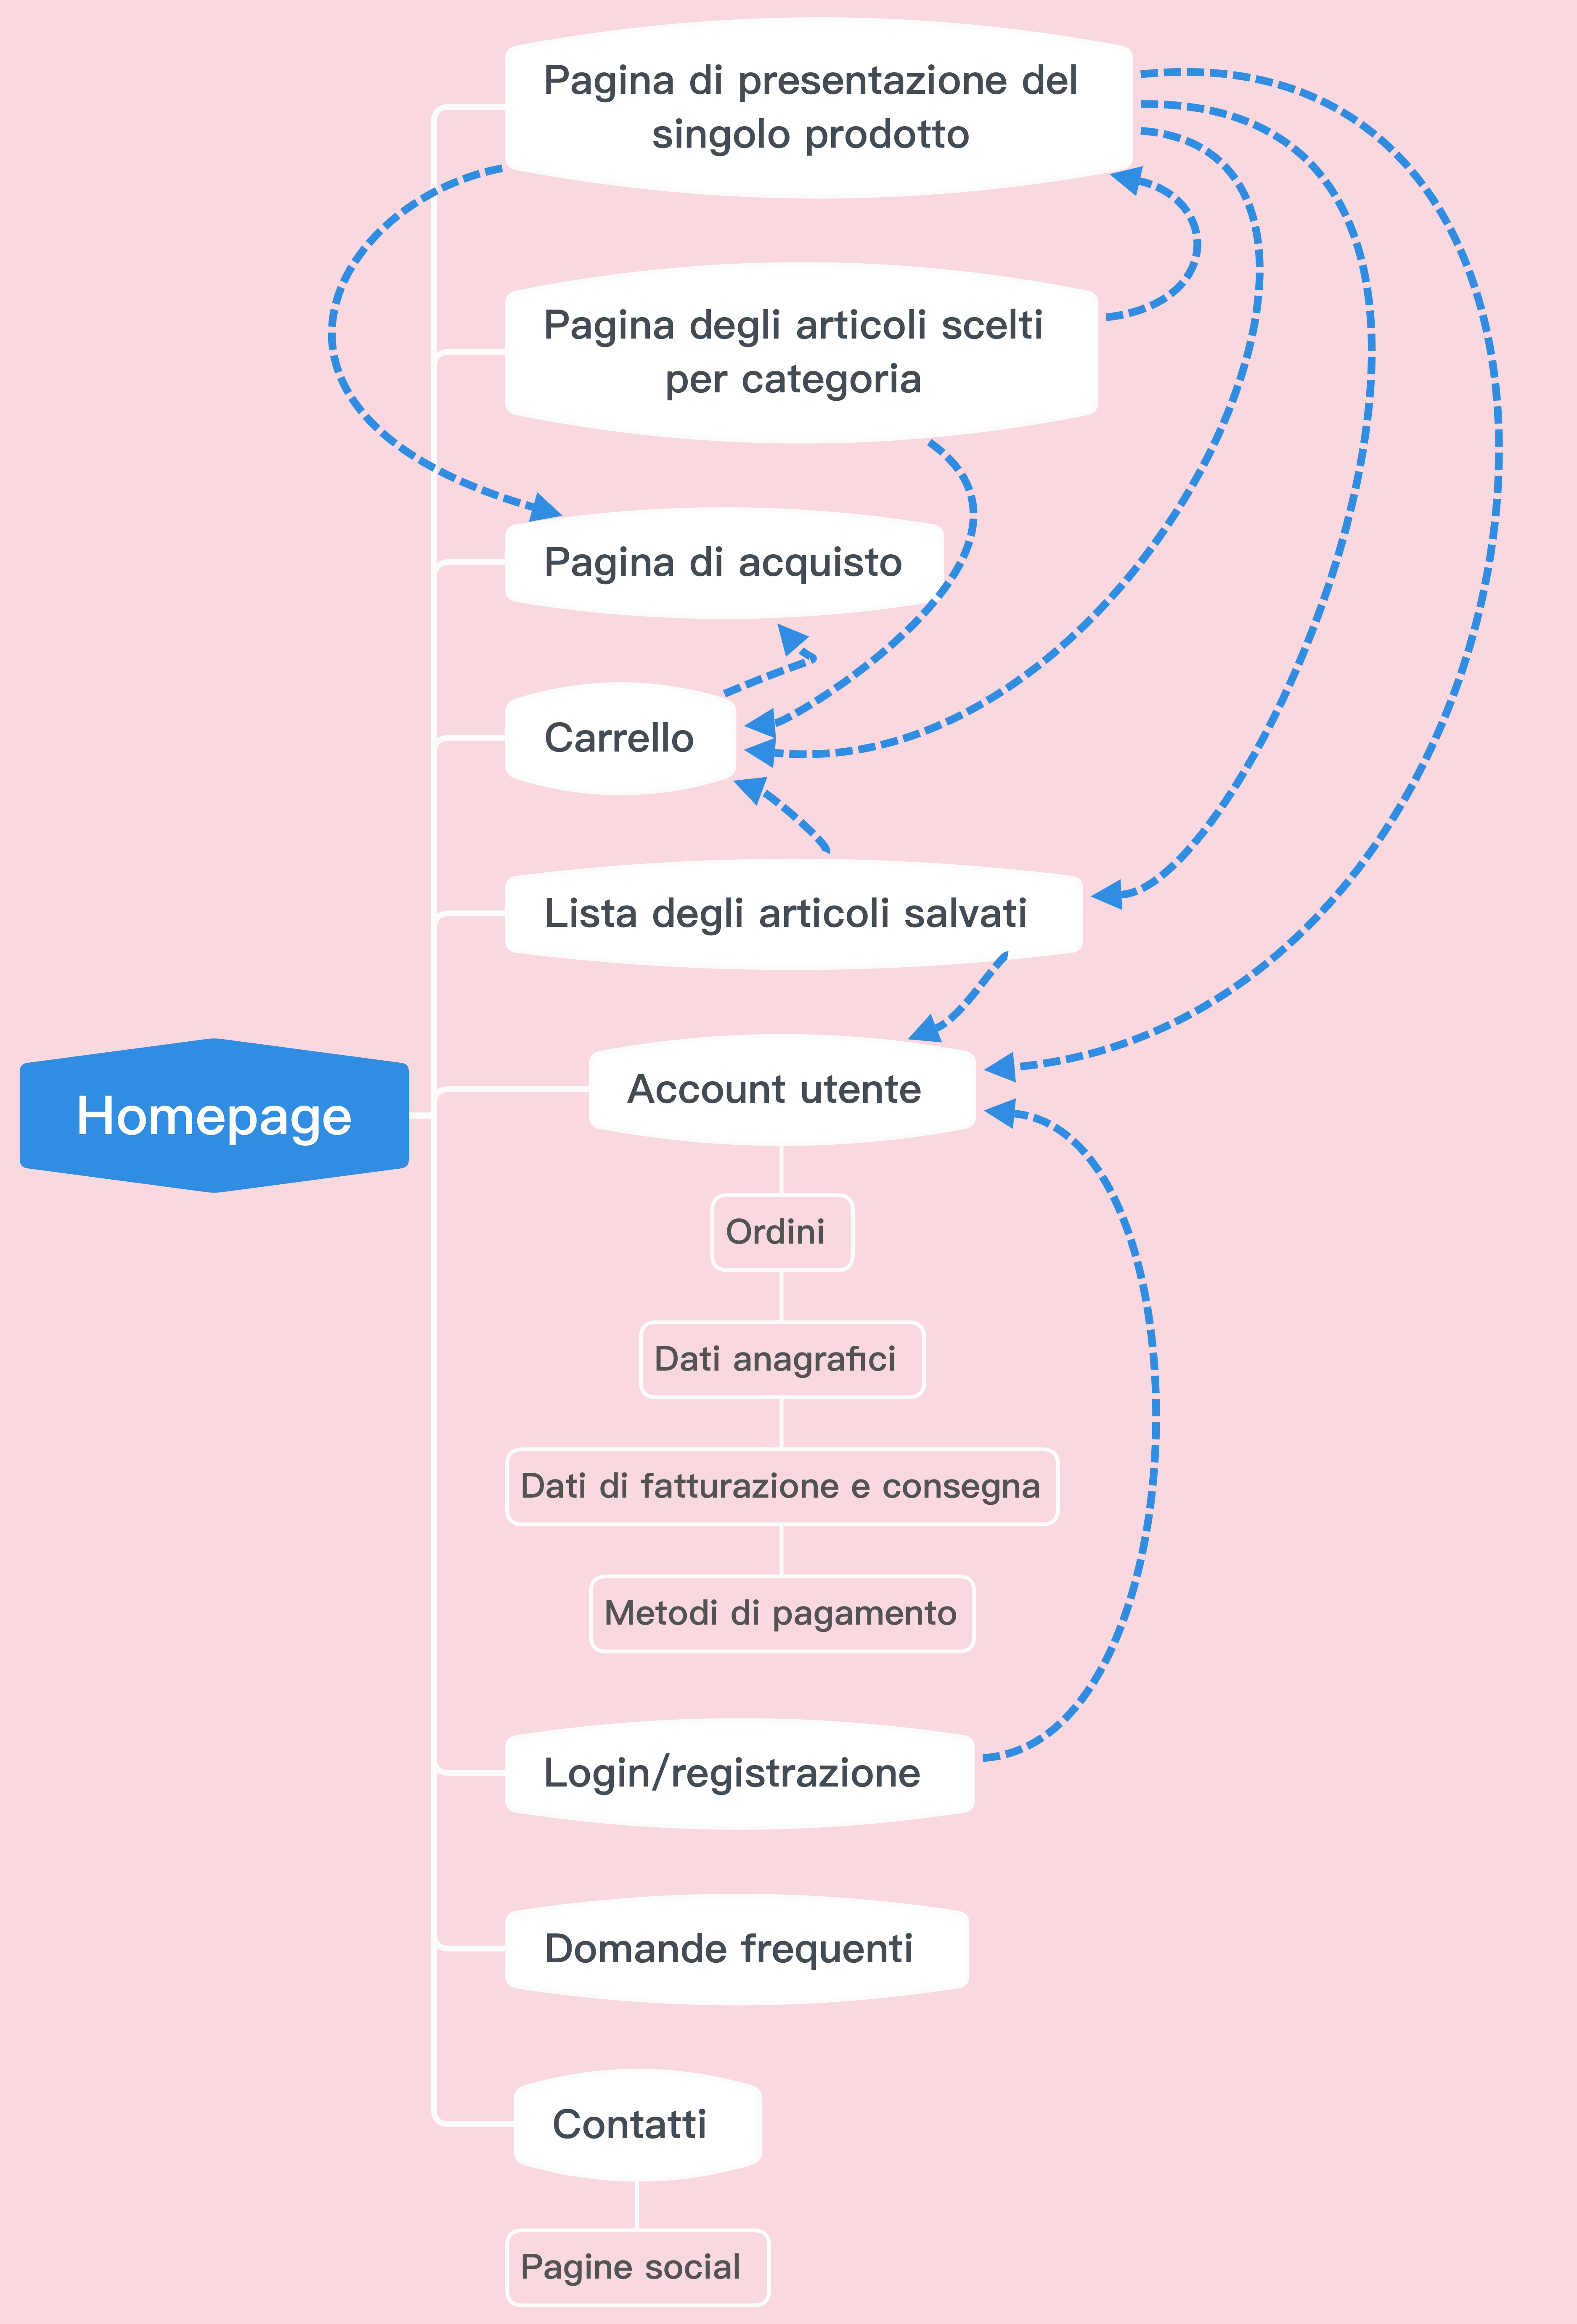 Pagina di presentazione del
singolo prodotto
Pagina degli articoli scelti
per categoria
Pagina di acquisto
Carrello
Lista degli articoli salvati
Homepage
Account utente
Ordini
Dati anagrafici
Dati di fatturazione e consegna
Metodi di pagamento
Login/registrazione
Domande frequenti
Contatti
Pagine social